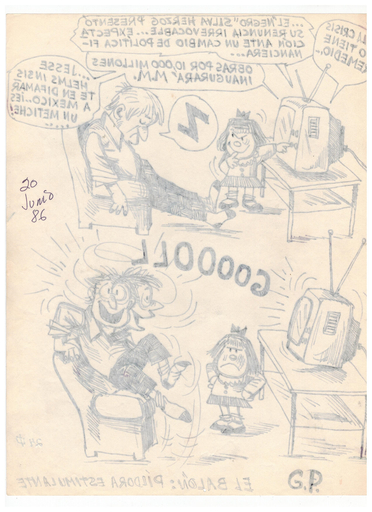 LA CRISIS
NO TIENE
REMEDIO...
...EL "NEGRO" SILVA HERZOG PRESENTÓ
SU RENUNCIA IRREVOCABLE... EXPECTA-
CIÓN ANTE UN CAMBIO DE POLÍTICA FI-
NANCIERA...
OBRAS POR 10,000 MILLONES
INAUGURARÁ "M.M."
...JESSE
HELMS INSIS-
TE EN DIFAMAR
A MEXICO...¡ES
UN METICHE!
20
Junio
86
GOOOOLL
G.P.
EL BALÓN: PÍLDORA ESTIMULANTE